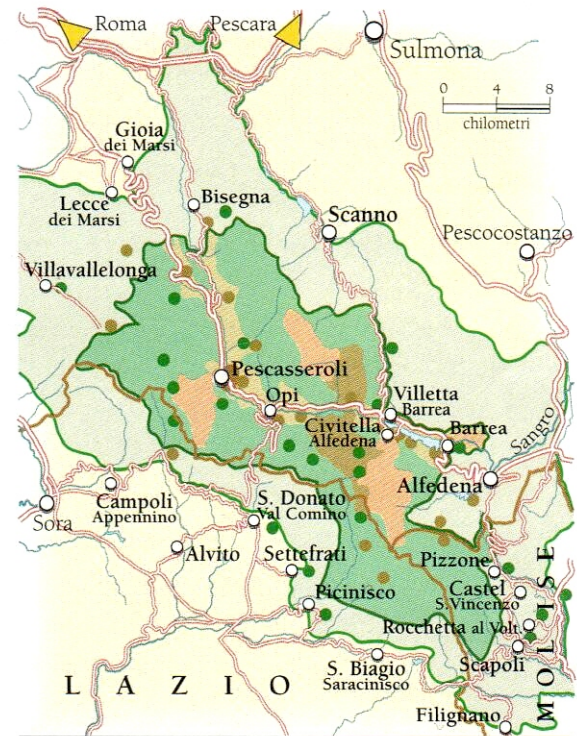 Roma
Pescara
Sulmona
0 4 8
chilometri
Gioia
dei Marsi
Lecce
dei Marsi
Bisegna
Scanno
Pescocostanzo
Villavallelonga
Pescasseroli
Opi
Villetta
Barrea
Civitella
Alfedena
Barrea
Sangro
Alfedena
Campoli
Appennino
Sora
S. Donato
Val Comino
Alvito
Settefrati
Pizzone
Picinisco
Castel
S.Vincenzo
Rocchetta al Volt.
S. Biagio
Saracinisco
Scapoli
Filignano
LAZIO
MOLISE